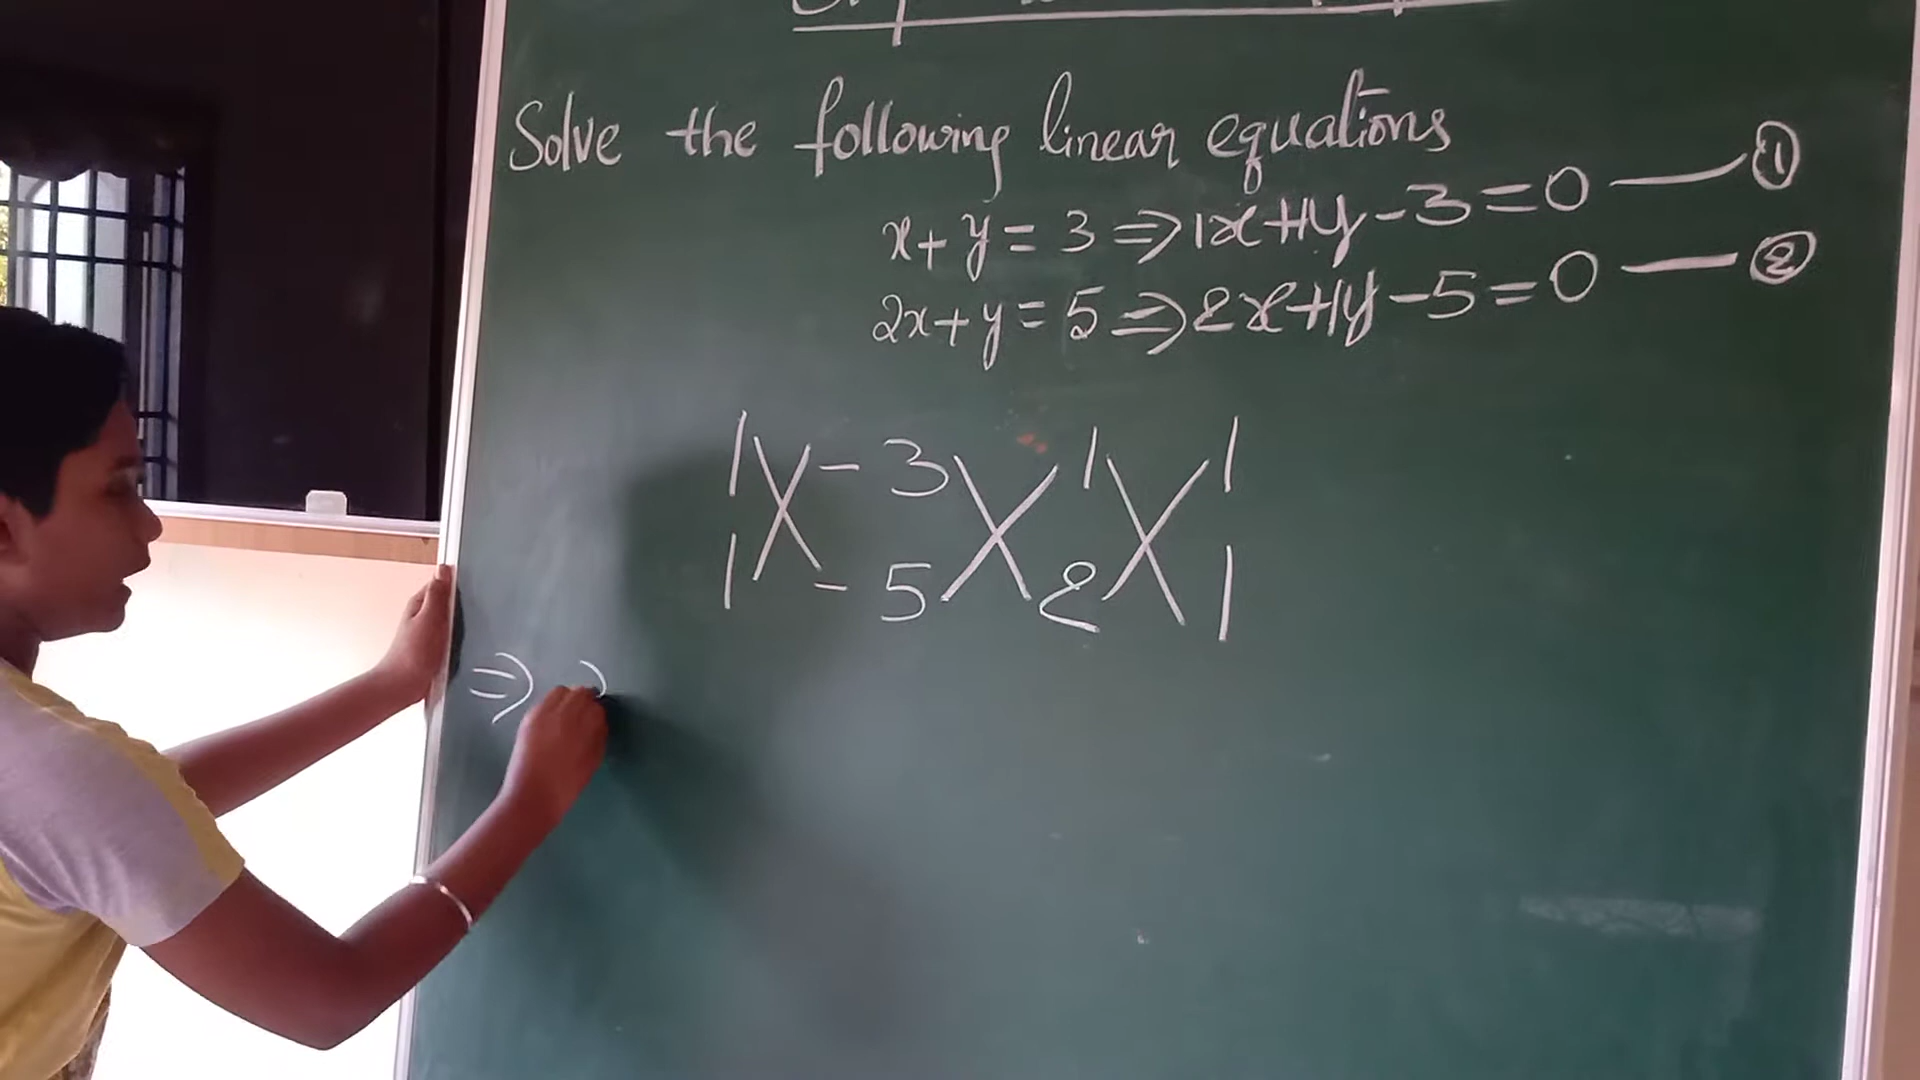 Solve the following linear equations
x+y=3⇒1x+1y-3=0 — ①
2x+y=5⇒2x+1y-5=0 — ②
1 -3 1 1
1 -5 2 1
⇒